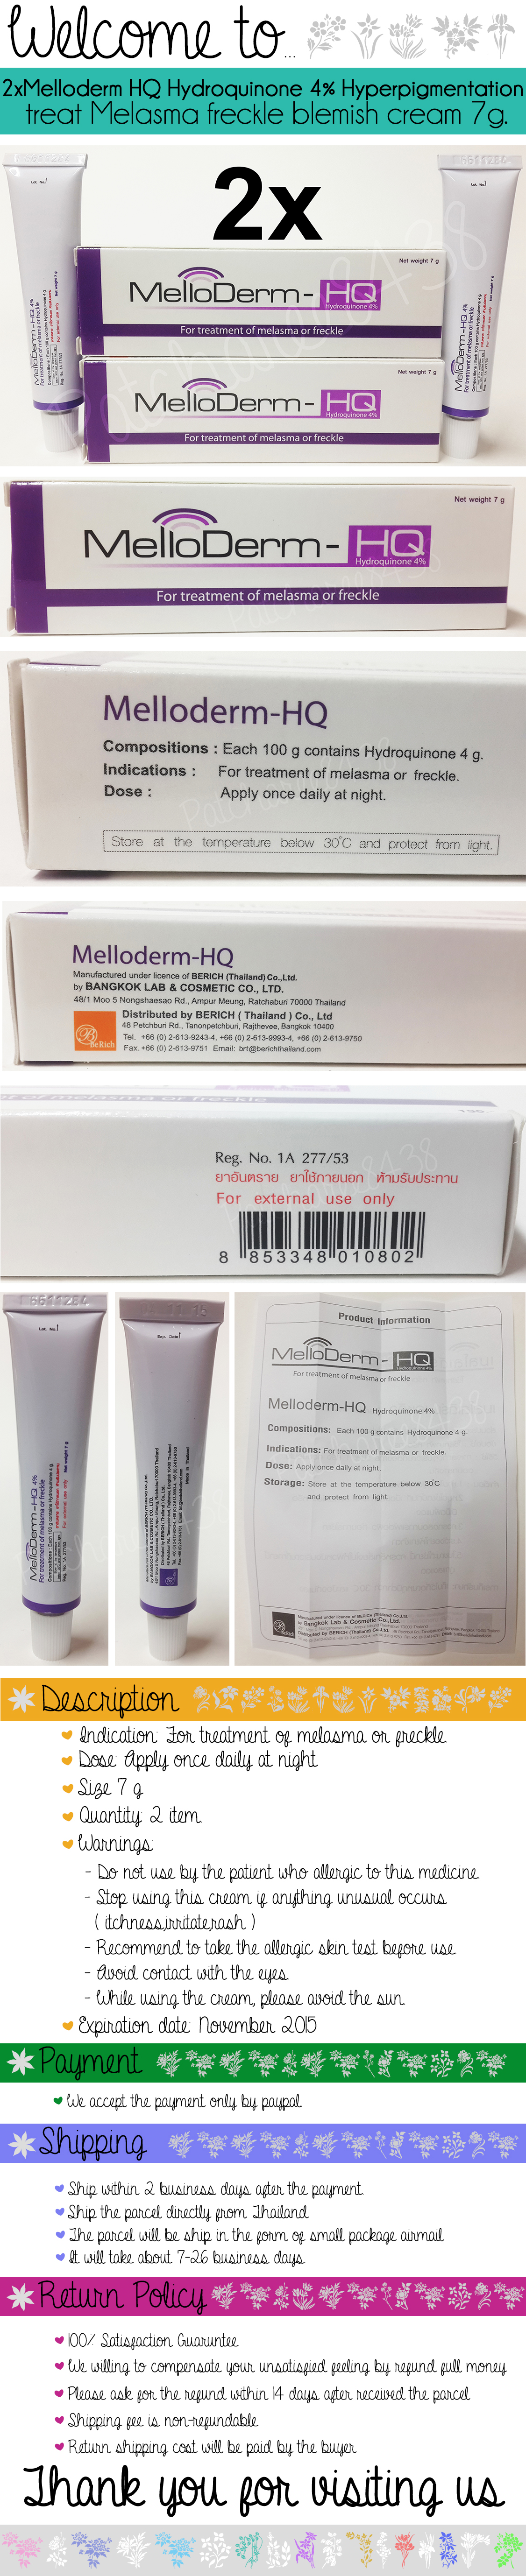 Welcome to...
2xMelloderm HQ Hydroquinone 4% Hyperpigmentation
treat Melasma freckle blemish cream 7g.
2x
Net weight 7 g
MelloDerm-HQ
Hydroquinone 4%
For treatment of melasma or freckle
Net weight 7 g
MelloDerm-HQ
Hydroquinone 4%
For treatment of melasma or freckle
Net weight 7 g
MelloDerm-HQ
Hydroquinone 4%
For treatment of melasma or freckle
Melloderm-HQ
Compositions : Each 100 g contains Hydroquinone 4 g.
Indications : For treatment of melasma or freckle.
Dose : Apply once daily at night.
Store at the temperature below 30°C and protect from light.
Melloderm-HQ
Manufactured under licence of BERICH (Thailand) Co.,Ltd.
by BANGKOK LAB & COSMETIC CO., LTD.
48/1 Moo 5 Nongshaesao Rd., Ampur Meung, Ratchaburi 70000 Thailand
BeRich
Distributed by BERICH ( Thailand ) Co., Ltd
48 Petchburi Rd., Tanonpetchburi, Rajthevee, Bangkok 10400
Tel. +66 (0) 2-613-9243-4, +66 (0) 2-613-9993-4, +66 (0) 2-613-9750
Fax.+66 (0) 2-613-9751 Email: brt@berichthailand.com
Reg. No. 1A 277/53
ยาอันตราย ยาใช้ภายนอก ห้ามรับประทาน
For external use only
8 853348 010802
MelloDerm-HQ 4%
For treatment of melasma or freckle
Product Information
MelloDerm-HQ
For treatment of melasma or freckle
Melloderm-HQ Hydroquinone 4%
Compositions: Each 100 g contains Hydroquinone 4 g.
Indications: For treatment of melasma or freckle.
Dose: Apply once daily at night.
Storage: Store at the temperature below 30°C
and protect from light.
Description
Indication: For treatment of melasma or freckle
Dose: Apply once daily at night
Size 7 g
Quantity: 2 item
Warnings:
- Do not use by the patient who allergic to this medicine
- Stop using this cream if anything unusual occurs
( itchness,irritate,rash )
- Recommend to take the allergic skin test before use
- Avoid contact with the eyes
- While using the cream, please avoid the sun
Expiration date: November 2015
Payment
We accept the payment only by paypal
Shipping
Ship within 2 business days after the payment
Ship the parcel directly from Thailand
The parcel will be ship in the form of small package airmail
It will take about 7-26 business days
Return Policy
100% Satisfaction Guaruntee
We willing to compensate your unsatisfied feeling by refund full money
Please ask for the refund within 14 days after received the parcel
Shipping fee is non-refundable
Return shipping cost will be paid by the buyer
Thank you for visiting us